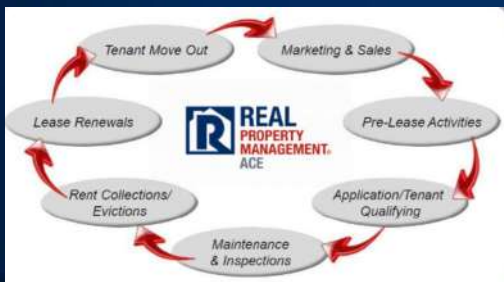 Tenant Move Out
Marketing & Sales
Pre-Lease Activities
Application/Tenant
Qualifying
Maintenance
& Inspections
Rent Collections/
Evictions
Lease Renewals
R
REAL
PROPERTY
MANAGEMENT®
ACE